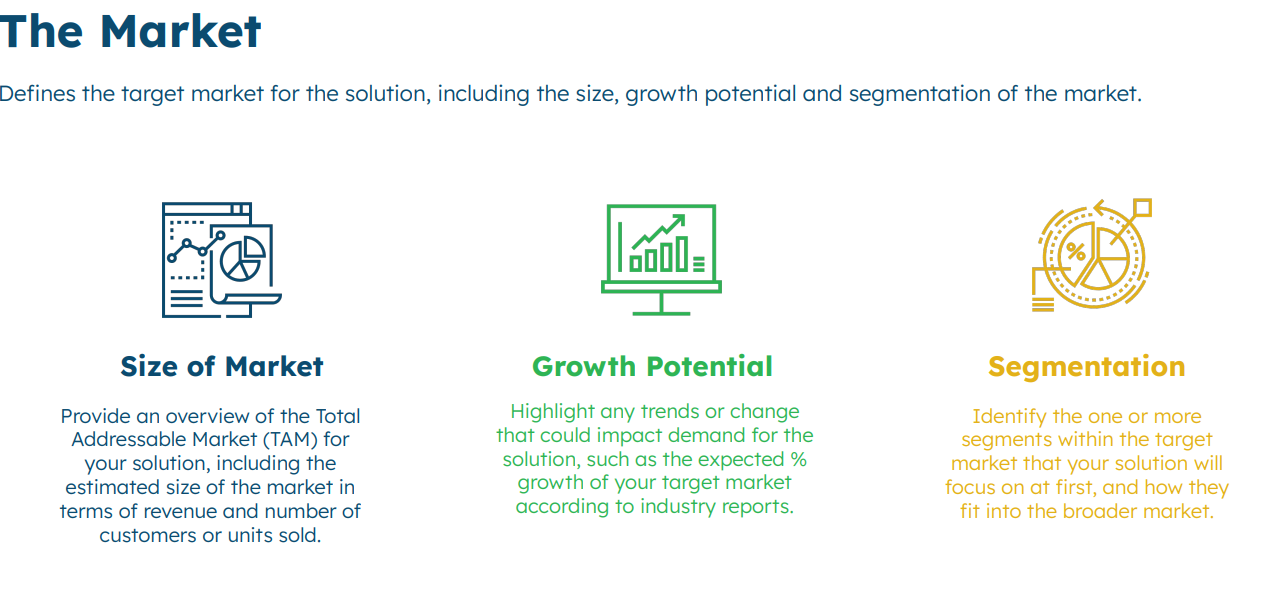 The Market
Defines the target market for the solution, including the size, growth potential and segmentation of the market.
%
Size of Market
Provide an overview of the Total
Addressable Market (TAM) for
your solution, including the
estimated size of the market in
terms of revenue and number of
customers or units sold.
Growth Potential
Highlight any trends or change
that could impact demand for the
solution, such as the expected %
growth of your target market
according to industry reports.
Segmentation
Identify the one or more
segments within the target
market that your solution will
focus on at first, and how they
fit into the broader market.